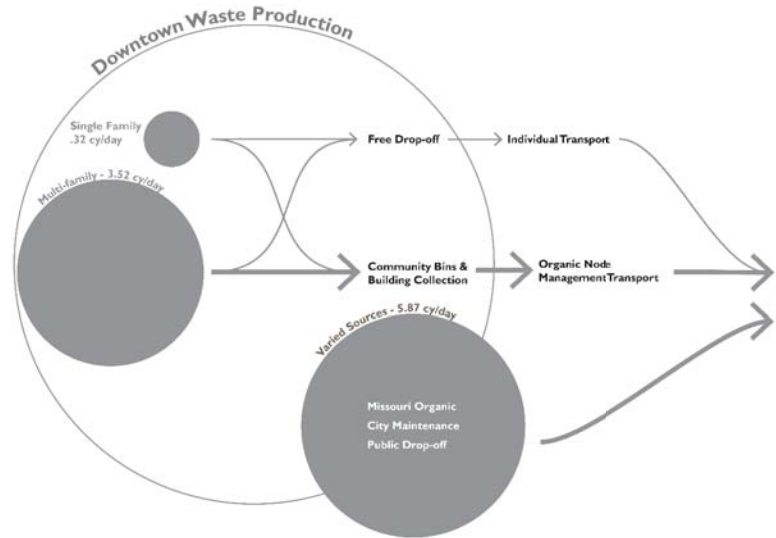 Downtown Waste Production
Single Family
.32 cy/day
Multi-family - 3.52 cy/day
Free Drop-off
Individual Transport
Community Bins &
Building Collection
Organic Node
Management Transport
Varied Sources - 5.87 cy/day
Missouri Organic
City Maintenance
Public Drop-off